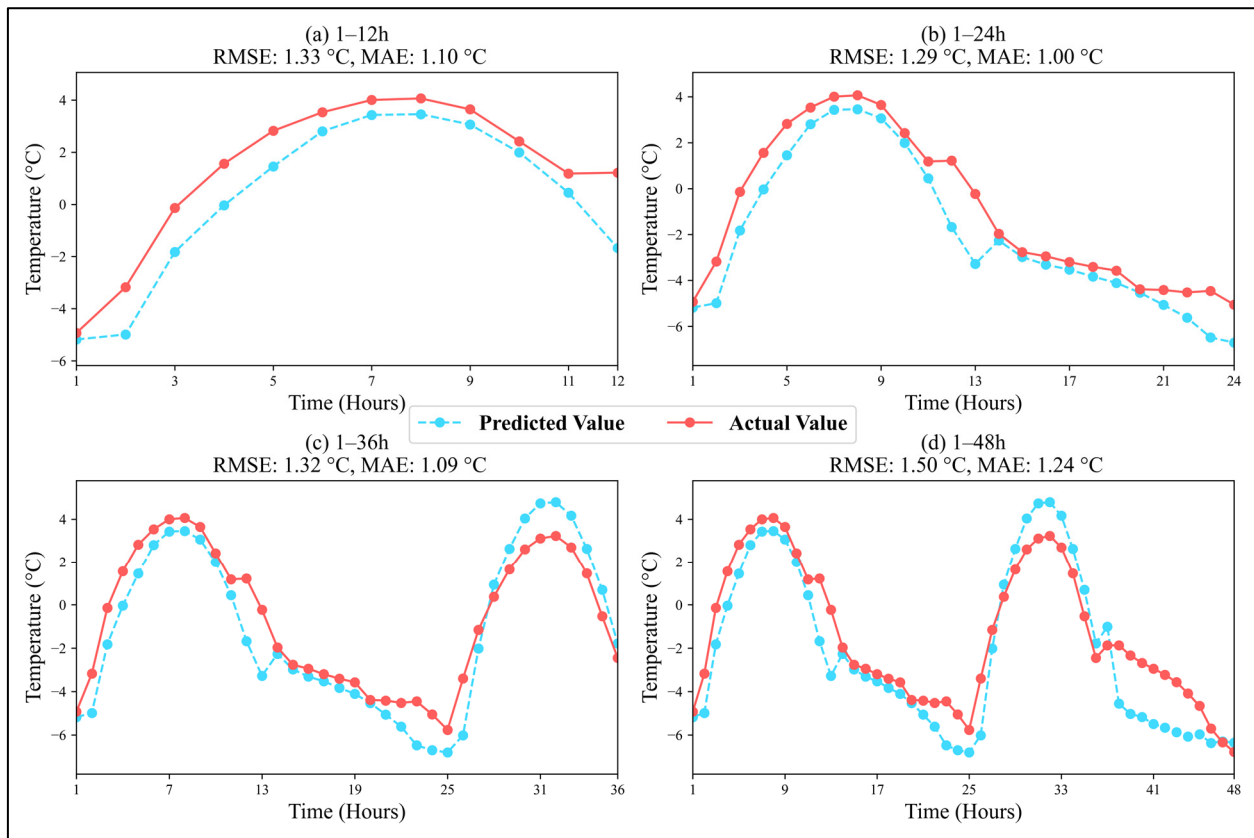 (a) 1–12h
RMSE: 1.33 °C, MAE: 1.10 °C
Temperature (°C)
4
2
0
−2
−4
−6
1 3 5 7 9 11 12
Time (Hours)
(b) 1–24h
RMSE: 1.29 °C, MAE: 1.00 °C
Temperature (°C)
4
2
0
−2
−4
−6
1 5 9 13 17 21 24
Time (Hours)
Predicted Value Actual Value
(c) 1–36h
RMSE: 1.32 °C, MAE: 1.09 °C
Temperature (°C)
4
2
0
−2
−4
−6
1 7 13 19 25 31 36
Time (Hours)
(d) 1–48h
RMSE: 1.50 °C, MAE: 1.24 °C
Temperature (°C)
4
2
0
−2
−4
−6
1 9 17 25 33 41 48
Time (Hours)